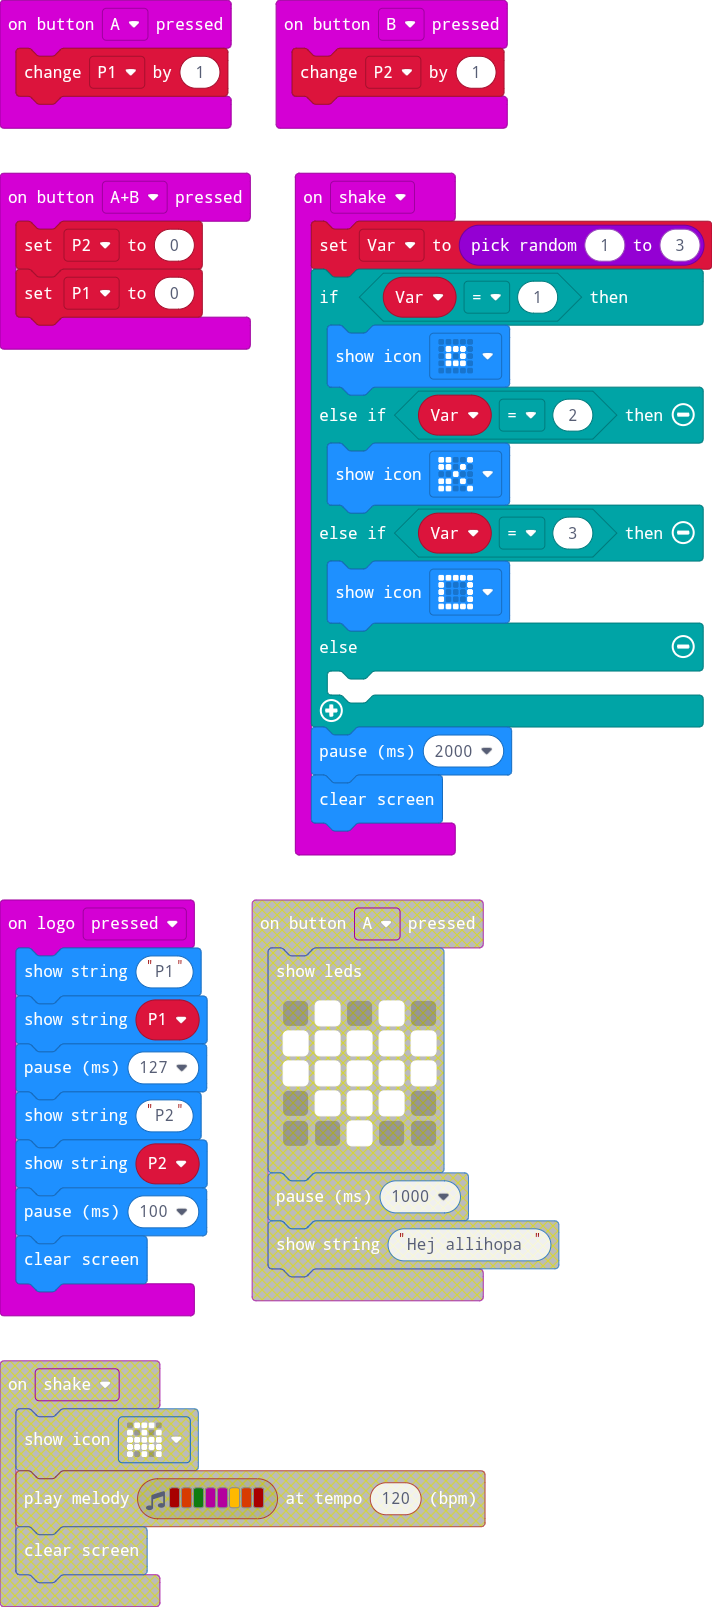 on button A pressed
change P1 by 1
on button B pressed
change P2 by 1
on button A+B pressed
set P2 to 0
set P1 to 0
on shake
set Var to pick random 1 to 3
if Var = 1 then
show icon
else if Var = 2 then
show icon
else if Var = 3 then
show icon
else
pause (ms) 2000
clear screen
on logo pressed
show string "P1"
show string P1
pause (ms) 127
show string "P2"
show string P2
pause (ms) 100
clear screen
on button A pressed
show leds
pause (ms) 1000
show string "Hej allihopa "
on shake
show icon
play melody at tempo 120 (bpm)
clear screen